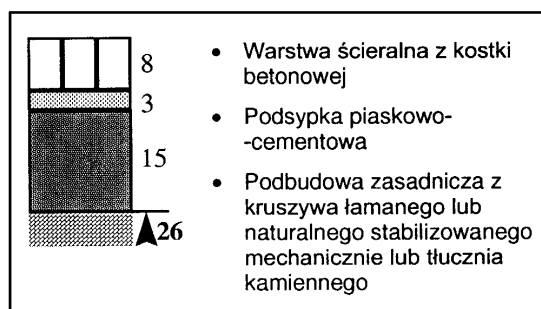 8
3
15
26
• Warstwa ścieralna z kostki
betonowej
• Podsypka piaskowo-
-cementowa
• Podbudowa zasadnicza z
kruszywa łamanego lub
naturalnego stabilizowanego
mechanicznie lub tłucznia
kamiennego